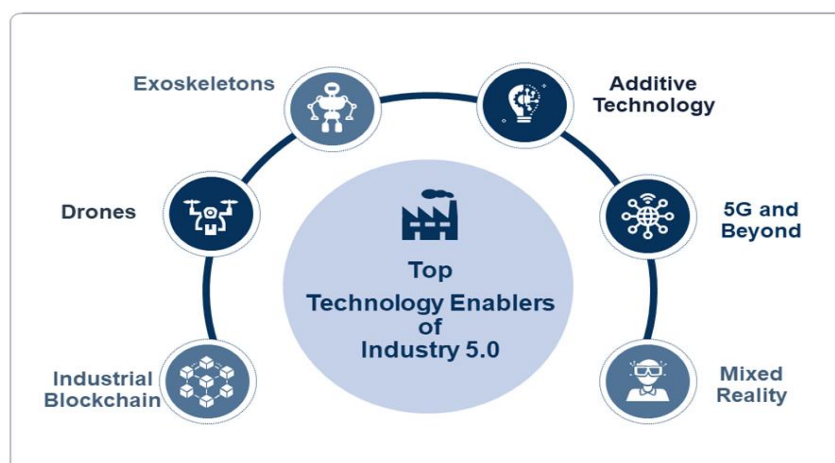 Exoskeletons
Additive
Technology
Drones
5G and
Beyond
Top
Technology Enablers
of
Industry 5.0
Industrial
Blockchain
Mixed
Reality